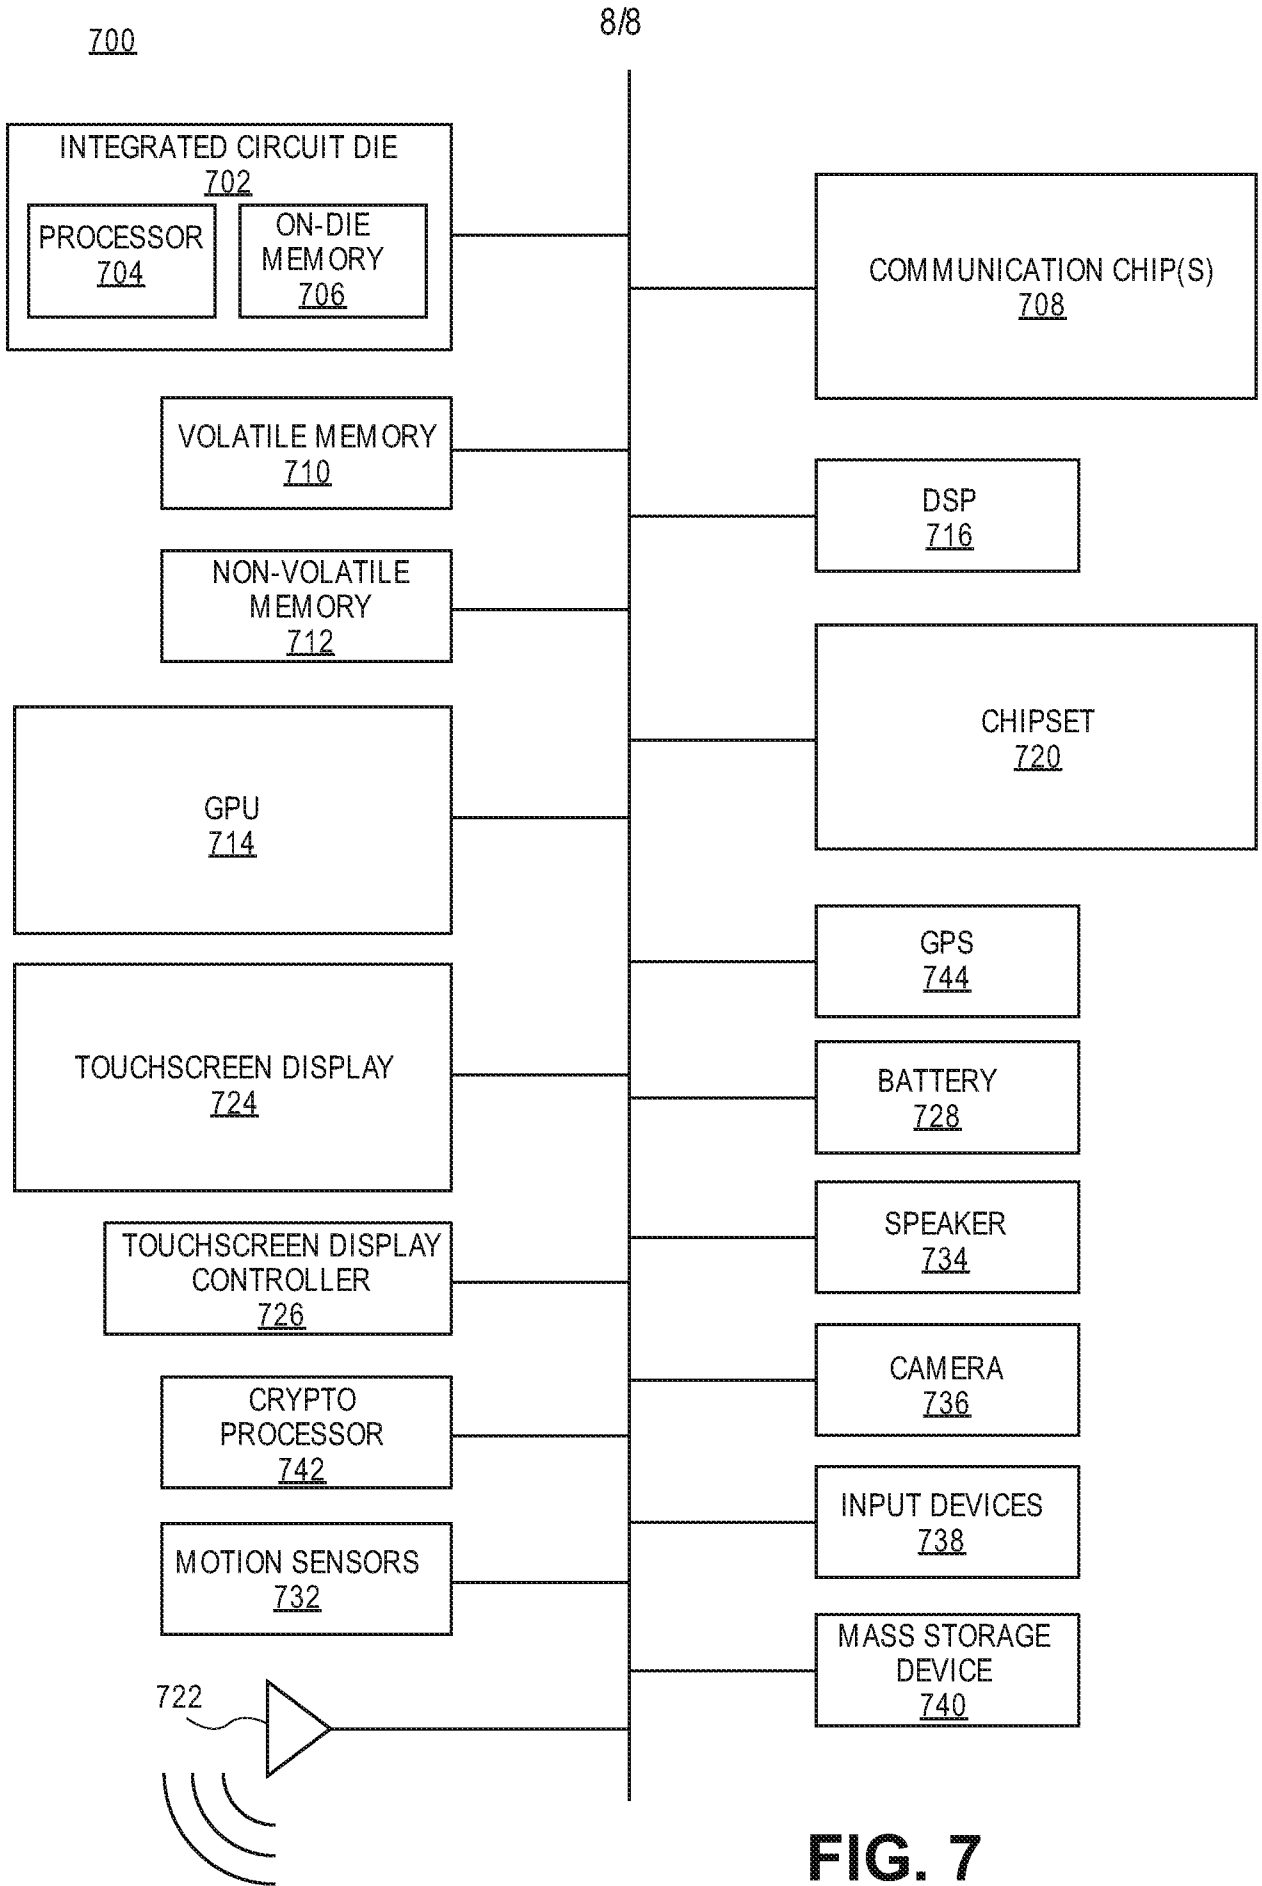 8/8
700
INTEGRATED CIRCUIT DIE
702
PROCESSOR
704
ON-DIE
MEMORY
706
COMMUNICATION CHIP(S)
708
VOLATILE MEMORY
710
DSP
716
NON-VOLATILE
MEMORY
712
CHIPSET
720
GPU
714
GPS
744
TOUCHSCREEN DISPLAY
724
BATTERY
728
SPEAKER
734
TOUCHSCREEN DISPLAY
CONTROLLER
726
CAMERA
736
CRYPTO
PROCESSOR
742
INPUT DEVICES
738
MOTION SENSORS
732
MASS STORAGE
DEVICE
740
722
FIG. 7